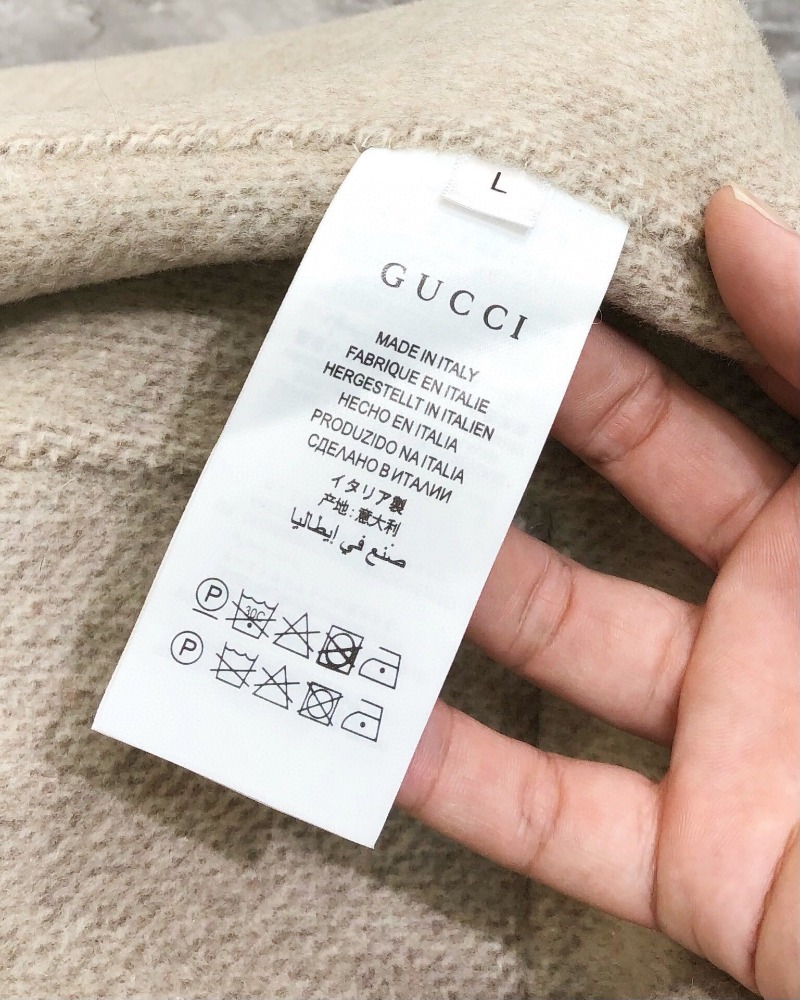 L
GUCCI
MADE IN ITALY
FABRIQUE EN ITALIE
HERGESTELLT IN ITALIEN
HECHO EN ITALIA
PRODUZIDO NA ITALIA
СДЕЛАНО В ИТАЛИИ
イタリア製
产地:意大利
صنع في إيطاليا
P 30C
P